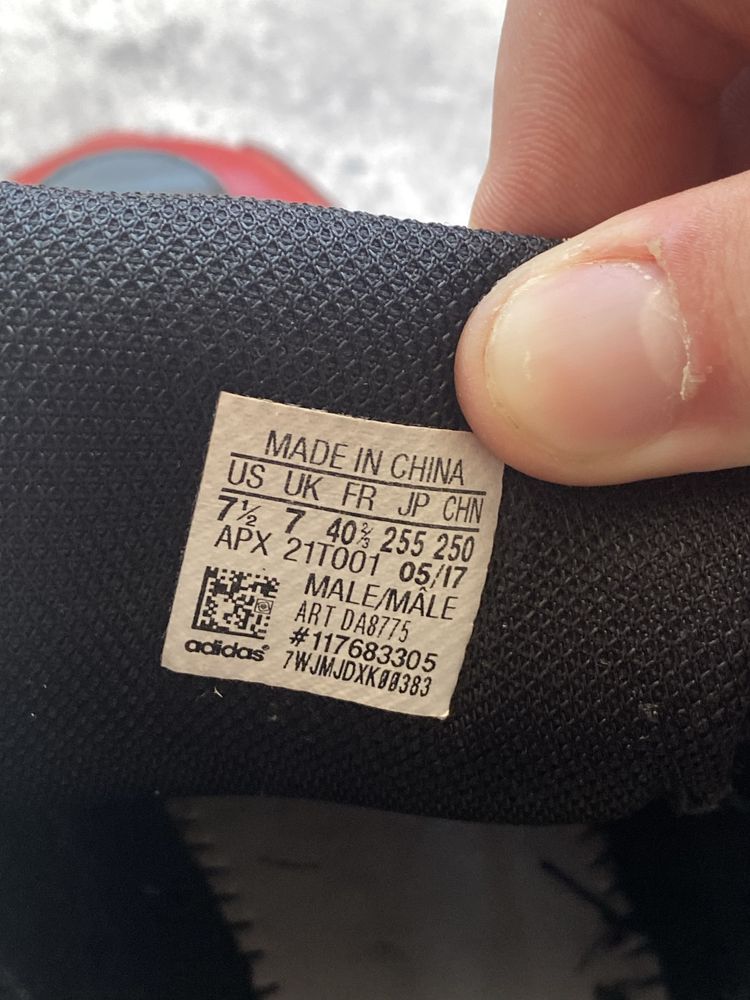 MADE IN CHINA
US UK FR JP CHN
7½ 7 40⅔ 255 250
APX 21T001 05/17
MALE/MÂLE
ART DA8775
#117683305
adidas® 7WJMJDXK00383